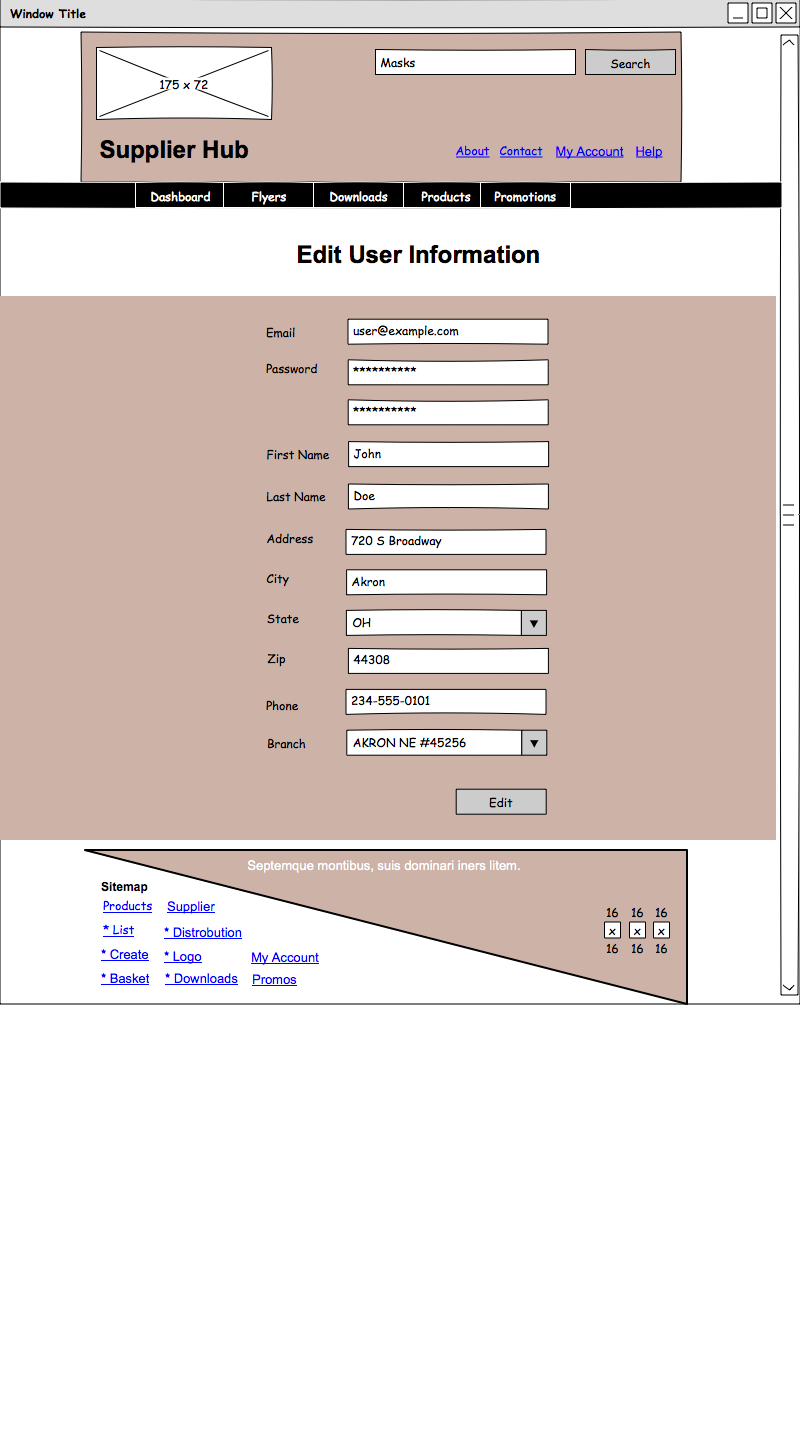 Window Title
175 x 72
Masks
Search
Supplier Hub
About Contact My Account Help
Dashboard Flyers Downloads Products Promotions
Edit User Information
Email user@example.com
Password **********
**********
First Name John
Last Name Doe
Address 720 S Broadway
City Akron
State OH
Zip 44308
Phone 234-555-0101
Branch AKRON NE #45256
Edit
Septemque montibus, suis dominari iners litem.
Sitemap
Products Supplier
* List * Distrobution
* Create * Logo My Account
* Basket * Downloads Promos
16 16 16
x x x
16 16 16